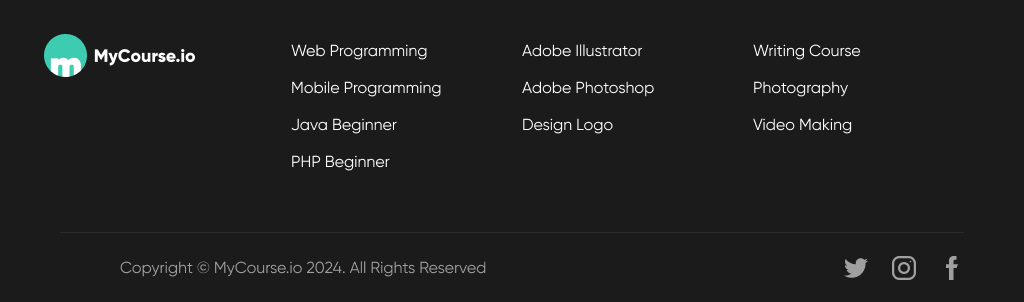 m MyCourse.io
Web Programming
Mobile Programming
Java Beginner
PHP Beginner
Adobe Illustrator
Adobe Photoshop
Design Logo
Writing Course
Photography
Video Making
Copyright © MyCourse.io 2024. All Rights Reserved